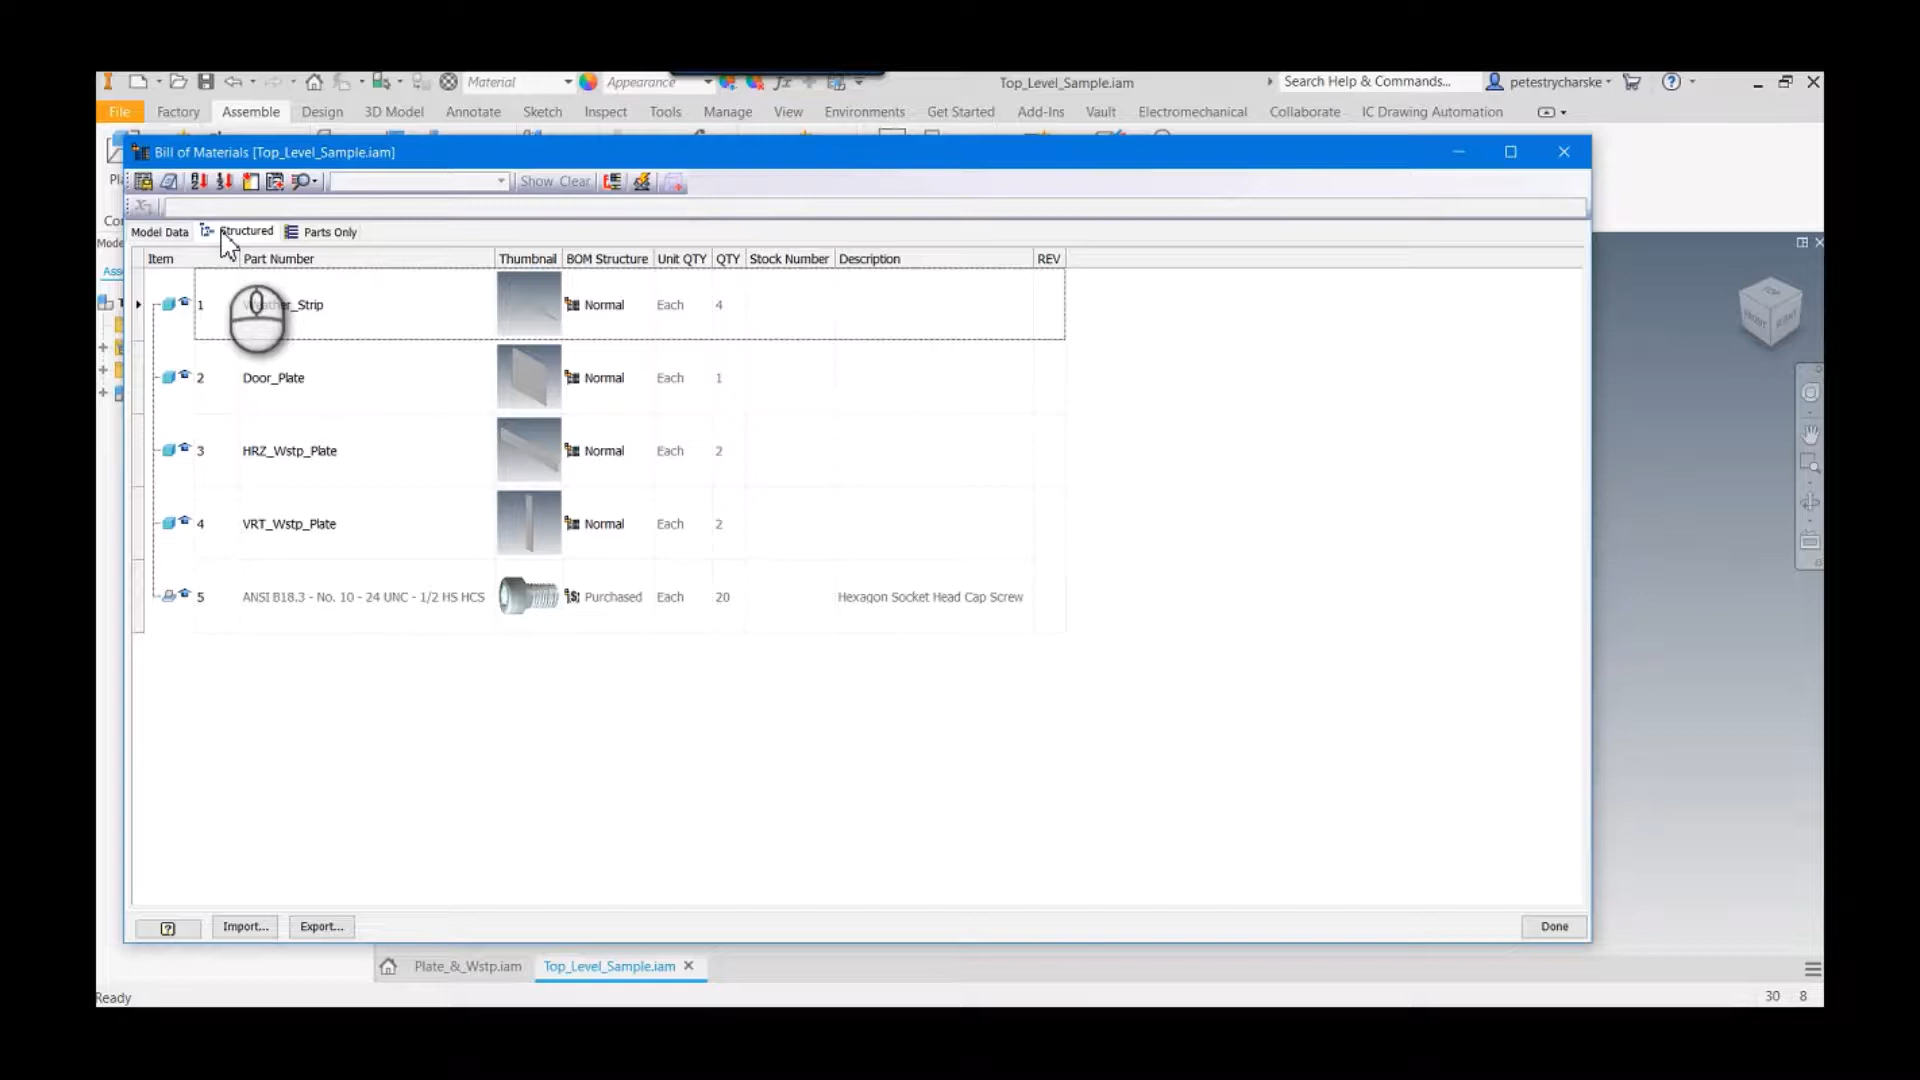 Material
Appearance
Top_Level_Sample.iam
Search Help & Commands...
petestrycharske
File
Factory
Assemble
Design
3D Model
Annotate
Sketch
Inspect
Tools
Manage
View
Environments
Get Started
Add-Ins
Vault
Electromechanical
Collaborate
IC Drawing Automation
Bill of Materials [Top_Level_Sample.iam]
Show Clear
Model Data
Structured
Parts Only
Item Part Number Thumbnail BOM Structure Unit QTY QTY Stock Number Description REV
1 Weather_Strip Normal Each 4
2 Door_Plate Normal Each 1
3 HRZ_Wstp_Plate Normal Each 2
4 VRT_Wstp_Plate Normal Each 2
5 ANSI B18.3 - No. 10 - 24 UNC - 1/2 HS HCS Purchased Each 20 Hexagon Socket Head Cap Screw
TOP
FRONT
RIGHT
Import...
Export...
Done
Plate_&_Wstp.iam
Top_Level_Sample.iam
Ready
30 8